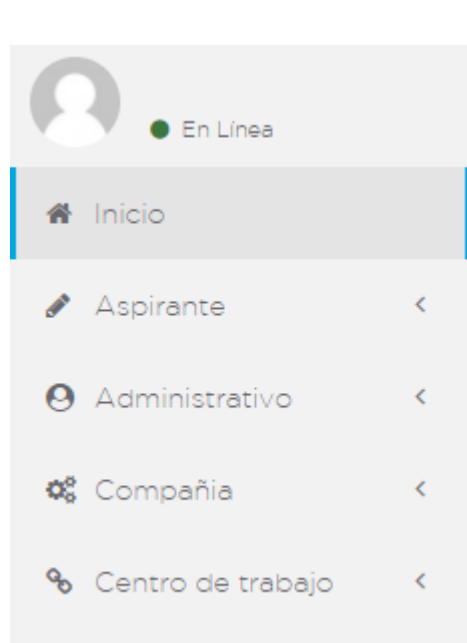 En Línea
Inicio
Aspirante
Administrativo
Compañia
Centro de trabajo